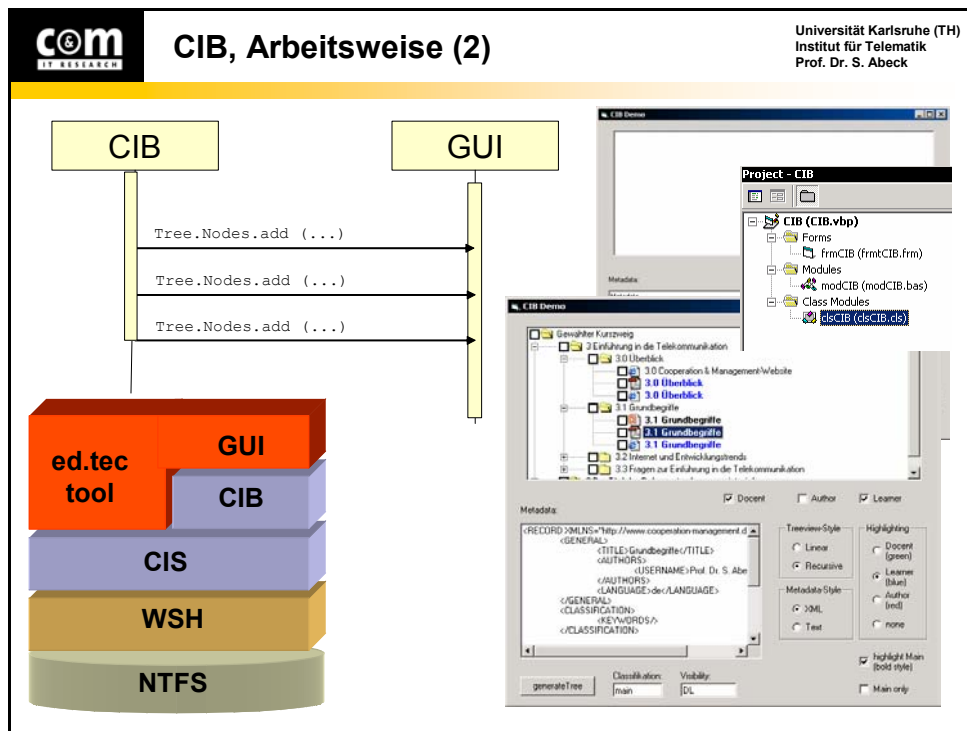 c&m
IT RESEARCH
CIB, Arbeitsweise (2)
Universität Karlsruhe (TH)
Institut für Telematik
Prof. Dr. S. Abeck
CIB
GUI
Tree.Nodes.add (...)
Tree.Nodes.add (...)
Tree.Nodes.add (...)
ed.tec
tool
GUI
CIB
CIS
WSH
NTFS
CIB Demo
Metadata:
Project - CIB
CIB (CIB.vbp)
Forms
frmCIB (frmtCIB.frm)
Modules
modCIB (modCIB.bas)
Class Modules
clsCIB (clsCIB.cls)
CIB Demo
Gewählter Kurszweig
3 Einführung in die Telekommunikation
3.0 Überblick
3.0 Cooperation & Management-Website
3.0 Überblick
3.0 Überblick
3.1 Grundbegriffe
3.1 Grundbegriffe
3.1 Grundbegriffe
3.1 Grundbegriffe
3.2 Internet und Entwicklungstrends
3.3 Fragen zur Einführung in die Telekommunikation
Docent
Author
Learner
Metadata:
<RECORD XMLNS="http://www.cooperation-management.d
<GENERAL>
<TITLE>Grundbegriffe</TITLE>
<AUTHORS>
<USERNAME>Prof. Dr. S. Abe
</AUTHORS>
<LANGUAGE>de</LANGUAGE>
</GENERAL>
<CLASSIFICATION>
<KEYWORDS/>
</CLASSIFICATION>
Treeview-Style
Linear
Recursive
Metadata-Style
XML
Text
Highlighting
Docent
(green)
Learner
(blue)
Author
(red)
none
highlight Main
(bold style)
Main only
generateTree
Classifikation:
main
Visibility:
DL